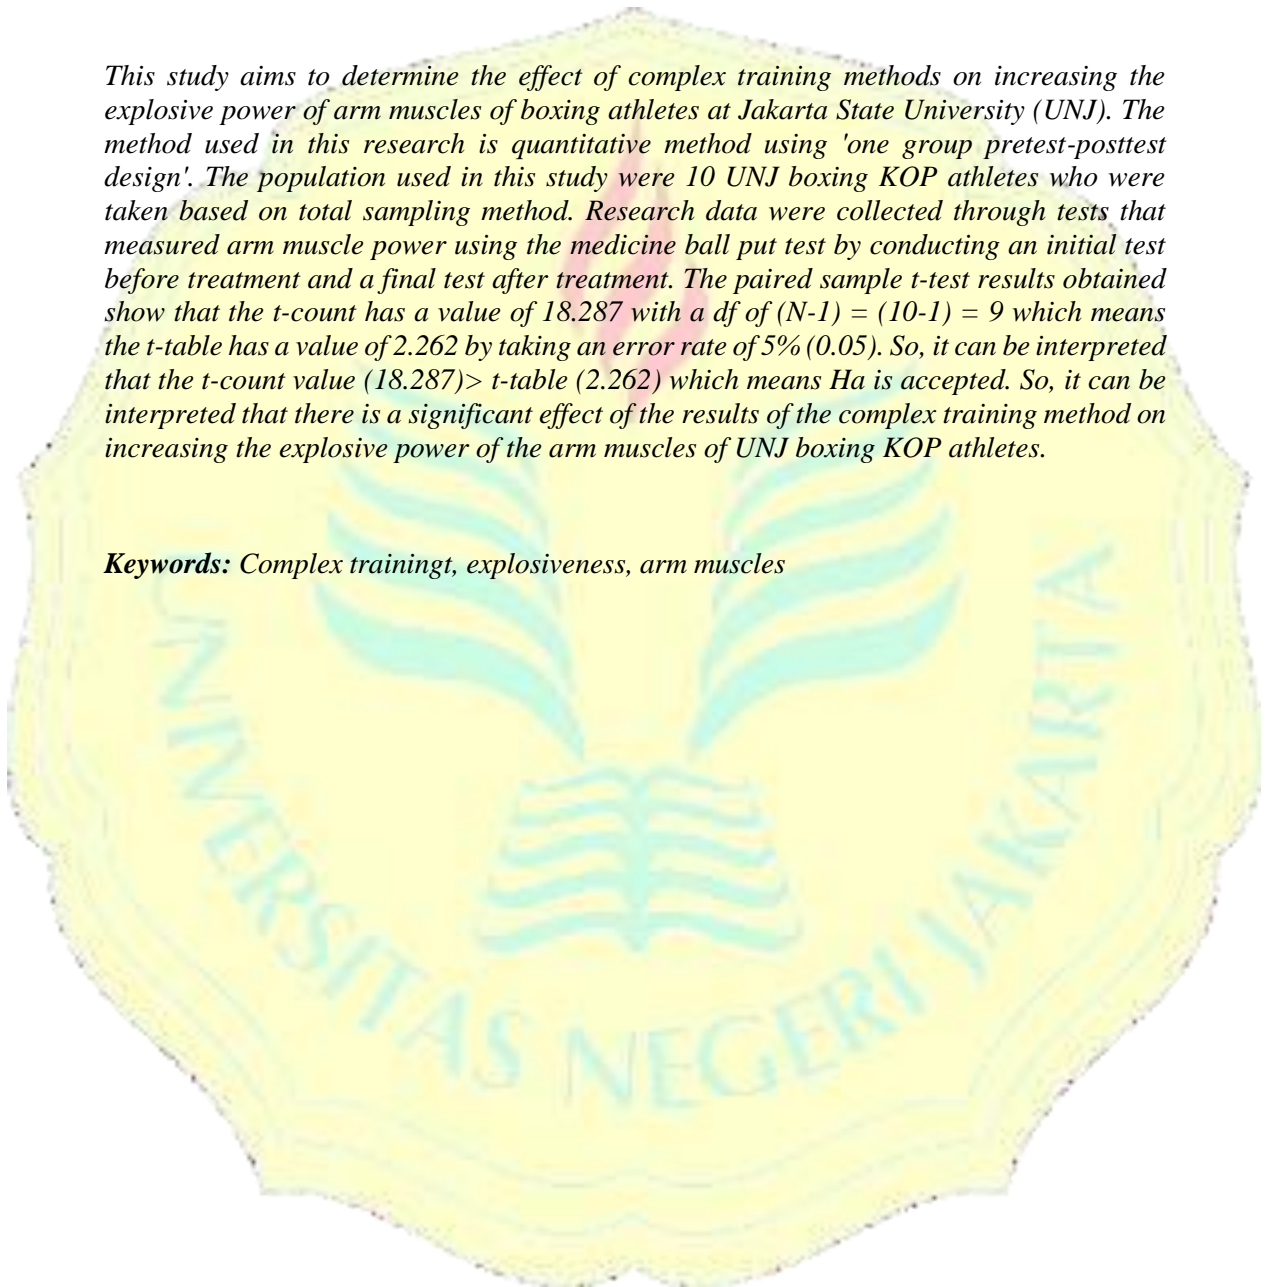 This study aims to determine the effect of complex training methods on increasing the
explosive power of arm muscles of boxing athletes at Jakarta State University (UNJ). The
method used in this research is quantitative method using 'one group pretest-posttest
design'. The population used in this study were 10 UNJ boxing KOP athletes who were
taken based on total sampling method. Research data were collected through tests that
measured arm muscle power using the medicine ball put test by conducting an initial test
before treatment and a final test after treatment. The paired sample t-test results obtained
show that the t-count has a value of 18.287 with a df of (N-1) = (10-1) = 9 which means
the t-table has a value of 2.262 by taking an error rate of 5% (0.05). So, it can be interpreted
that the t-count value (18.287)> t-table (2.262) which means Ha is accepted. So, it can be
interpreted that there is a significant effect of the results of the complex training method on
increasing the explosive power of the arm muscles of UNJ boxing KOP athletes.
Keywords: Complex trainingt, explosiveness, arm muscles
UNIVERSITAS NEGERI JAKARTA